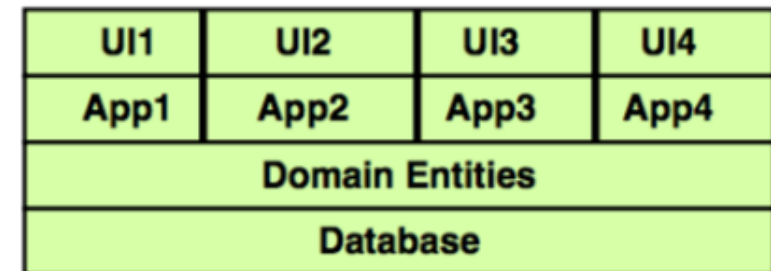 UI1 UI2 UI3 UI4
App1 App2 App3 App4
Domain Entities
Database